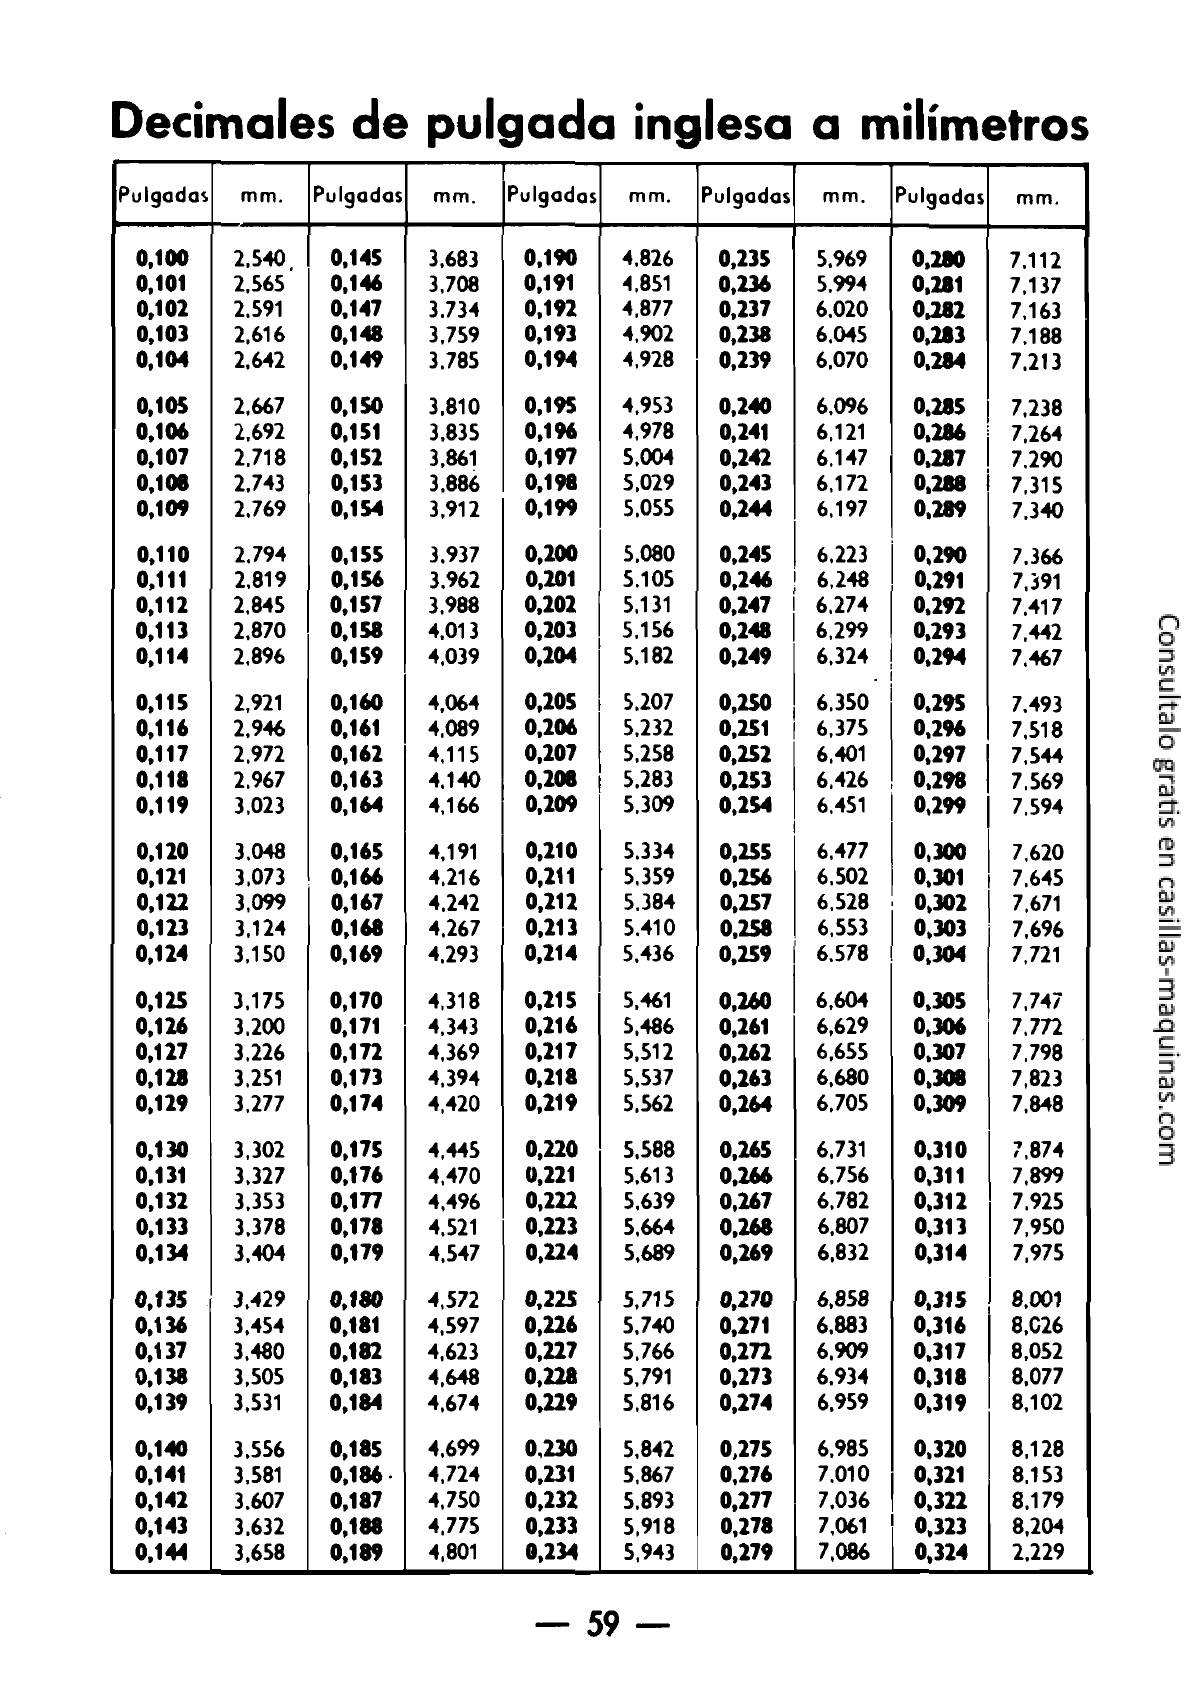 Decimales de pulgada inglesa a milímetros
Pulgadas mm. Pulgadas mm. Pulgadas mm. Pulgadas mm. Pulgadas mm.
0,100 2,540 0,145 3,683 0,190 4,826 0,235 5,969 0,280 7,112
0,101 2,565 0,146 3,708 0,191 4,851 0,236 5,994 0,281 7,137
0,102 2,591 0,147 3,734 0,192 4,877 0,237 6,020 0,282 7,163
0,103 2,616 0,148 3,759 0,193 4,902 0,238 6,045 0,283 7,188
0,104 2,642 0,149 3,785 0,194 4,928 0,239 6,070 0,284 7,213
0,105 2,667 0,150 3,810 0,195 4,953 0,240 6,096 0,285 7,238
0,106 2,692 0,151 3,835 0,196 4,978 0,241 6,121 0,286 7,264
0,107 2,718 0,152 3,861 0,197 5,004 0,242 6,147 0,287 7,290
0,108 2,743 0,153 3,886 0,198 5,029 0,243 6,172 0,288 7,315
0,109 2,769 0,154 3,912 0,199 5,055 0,244 6,197 0,289 7,340
0,110 2,794 0,155 3,937 0,200 5,080 0,245 6,223 0,290 7,366
0,111 2,819 0,156 3,962 0,201 5,105 0,246 6,248 0,291 7,391
0,112 2,845 0,157 3,988 0,202 5,131 0,247 6,274 0,292 7,417
0,113 2,870 0,158 4,013 0,203 5,156 0,248 6,299 0,293 7,442
0,114 2,896 0,159 4,039 0,204 5,182 0,249 6,324 0,294 7,467
0,115 2,921 0,160 4,064 0,205 5,207 0,250 6,350 0,295 7,493
0,116 2,946 0,161 4,089 0,206 5,232 0,251 6,375 0,296 7,518
0,117 2,972 0,162 4,115 0,207 5,258 0,252 6,401 0,297 7,544
0,118 2,967 0,163 4,140 0,208 5,283 0,253 6,426 0,298 7,569
0,119 3,023 0,164 4,166 0,209 5,309 0,254 6,451 0,299 7,594
0,120 3,048 0,165 4,191 0,210 5,334 0,255 6,477 0,300 7,620
0,121 3,073 0,166 4,216 0,211 5,359 0,256 6,502 0,301 7,645
0,122 3,099 0,167 4,242 0,212 5,384 0,257 6,528 0,302 7,671
0,123 3,124 0,168 4,267 0,213 5,410 0,258 6,553 0,303 7,696
0,124 3,150 0,169 4,293 0,214 5,436 0,259 6,578 0,304 7,721
0,125 3,175 0,170 4,318 0,215 5,461 0,260 6,604 0,305 7,747
0,126 3,200 0,171 4,343 0,216 5,486 0,261 6,629 0,306 7,772
0,127 3,226 0,172 4,369 0,217 5,512 0,262 6,655 0,307 7,798
0,128 3,251 0,173 4,394 0,218 5,537 0,263 6,680 0,308 7,823
0,129 3,277 0,174 4,420 0,219 5,562 0,264 6,705 0,309 7,848
0,130 3,302 0,175 4,445 0,220 5,588 0,265 6,731 0,310 7,874
0,131 3,327 0,176 4,470 0,221 5,613 0,266 6,756 0,311 7,899
0,132 3,353 0,177 4,496 0,222 5,639 0,267 6,782 0,312 7,925
0,133 3,378 0,178 4,521 0,223 5,664 0,268 6,807 0,313 7,950
0,134 3,404 0,179 4,547 0,224 5,689 0,269 6,832 0,314 7,975
0,135 3,429 0,180 4,572 0,225 5,715 0,270 6,858 0,315 8,001
0,136 3,454 0,181 4,597 0,226 5,740 0,271 6,883 0,316 8,026
0,137 3,480 0,182 4,623 0,227 5,766 0,272 6,909 0,317 8,052
0,138 3,505 0,183 4,648 0,228 5,791 0,273 6,934 0,318 8,077
0,139 3,531 0,184 4,674 0,229 5,816 0,274 6,959 0,319 8,102
0,140 3,556 0,185 4,699 0,230 5,842 0,275 6,985 0,320 8,128
0,141 3,581 0,186 4,724 0,231 5,867 0,276 7,010 0,321 8,153
0,142 3,607 0,187 4,750 0,232 5,893 0,277 7,036 0,322 8,179
0,143 3,632 0,188 4,775 0,233 5,918 0,278 7,061 0,323 8,204
0,144 3,658 0,189 4,801 0,234 5,943 0,279 7,086 0,324 2,229
— 59 —
Consultalo gratis en casillas-maquinas.com